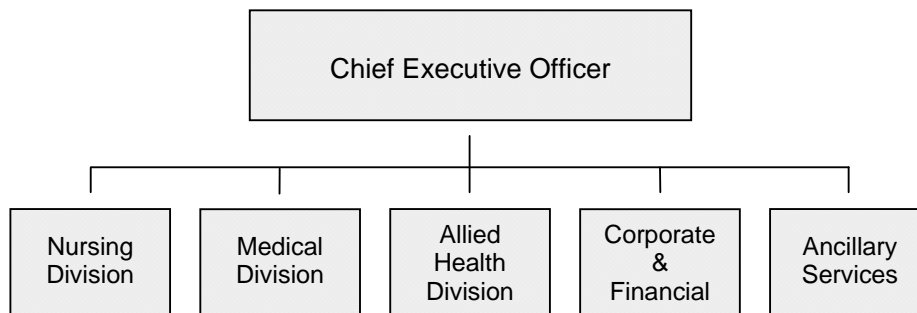 Chief Executive Officer
Nursing
Division
Medical
Division
Allied
Health
Division
Corporate
&
Financial
Ancillary
Services